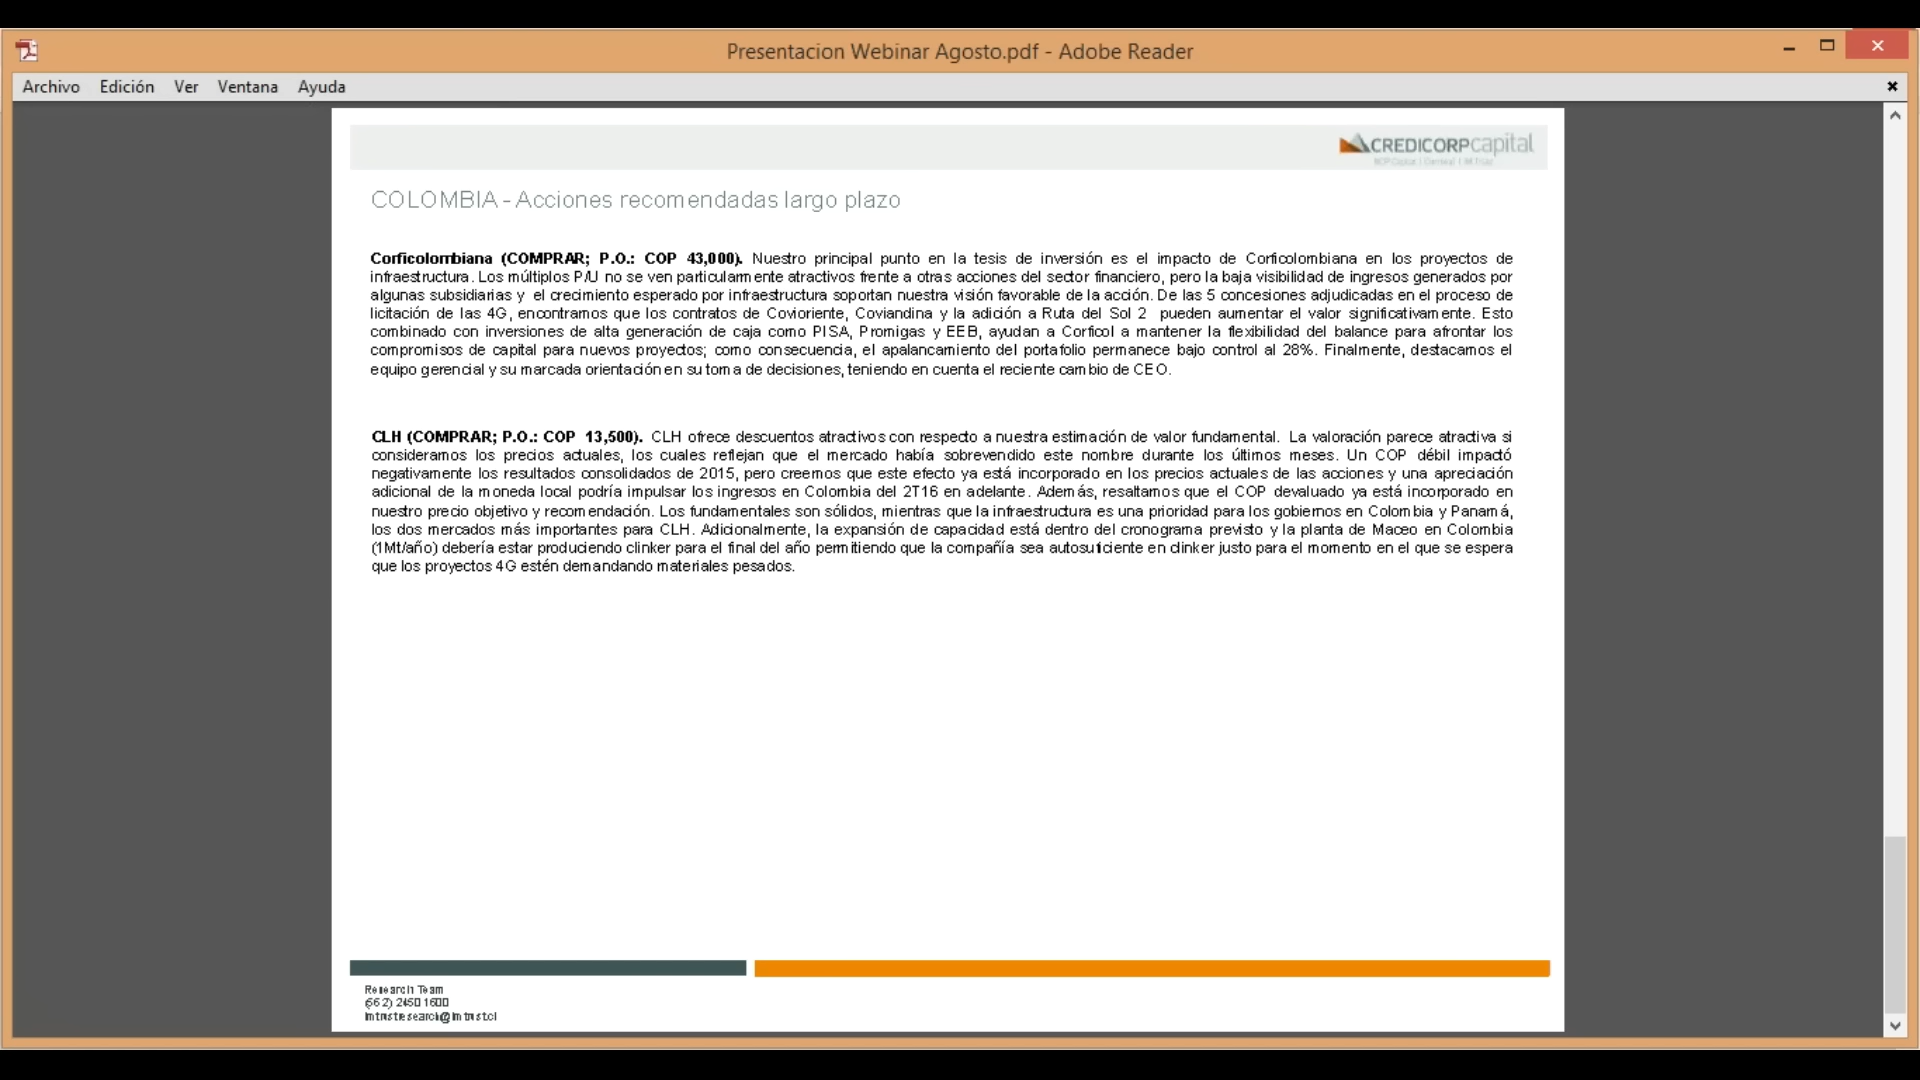 Presentacion Webinar Agosto.pdf - Adobe Reader
Archivo Edición Ver Ventana Ayuda
CREDICORPcapital
COLOMBIA - Acciones recomendadas largo plazo
Corficolombiana (COMPRAR; P.O.: COP 43,000). Nuestro principal punto en la tesis de inversión es el impacto de Corficolombiana en los proyectos de
infraestructura. Los múltiplos P/U no se ven particularmente atractivos frente a otras acciones del sector financiero, pero la baja visibilidad de ingresos generados por
algunas subsidiarias y el crecimiento esperado por infraestructura soportan nuestra visión favorable de la acción. De las 5 concesiones adjudicadas en el proceso de
licitación de las 4G, encontramos que los contratos de Covioriente, Coviandina y la adición a Ruta del Sol 2 pueden aumentar el valor significativamente. Esto
combinado con inversiones de alta generación de caja como PISA, Promigas y EEB, ayudan a Corficol a mantener la flexibilidad del balance para afrontar los
compromisos de capital para nuevos proyectos; como consecuencia, el apalancamiento del portafolio permanece bajo control al 28%. Finalmente, destacamos el
equipo gerencial y su marcada orientación en su toma de decisiones, teniendo en cuenta el reciente cambio de CEO.
CLH (COMPRAR; P.O.: COP 13,500). CLH ofrece descuentos atractivos con respecto a nuestra estimación de valor fundamental. La valoración parece atractiva si
consideramos los precios actuales, los cuales reflejan que el mercado había sobrevendido este nombre durante los últimos meses. Un COP débil impactó
negativamente los resultados consolidados de 2015, pero creemos que este efecto ya está incorporado en los precios actuales de las acciones y una apreciación
adicional de la moneda local podría impulsar los ingresos en Colombia del 2T16 en adelante. Además, resaltamos que el COP devaluado ya está incorporado en
nuestro precio objetivo y recomendación. Los fundamentales son sólidos, mientras que la infraestructura es una prioridad para los gobiernos en Colombia y Panamá,
los dos mercados más importantes para CLH. Adicionalmente, la expansión de capacidad está dentro del cronograma previsto y la planta de Maceo en Colombia
(1Mt/año) debería estar produciendo clinker para el final del año permitiendo que la compañía sea autosuficiente en clinker justo para el momento en el que se espera
que los proyectos 4G estén demandando materiales pesados.
Research Team
(56 2) 2450 1600
imtrustresearch@imtrust.cl